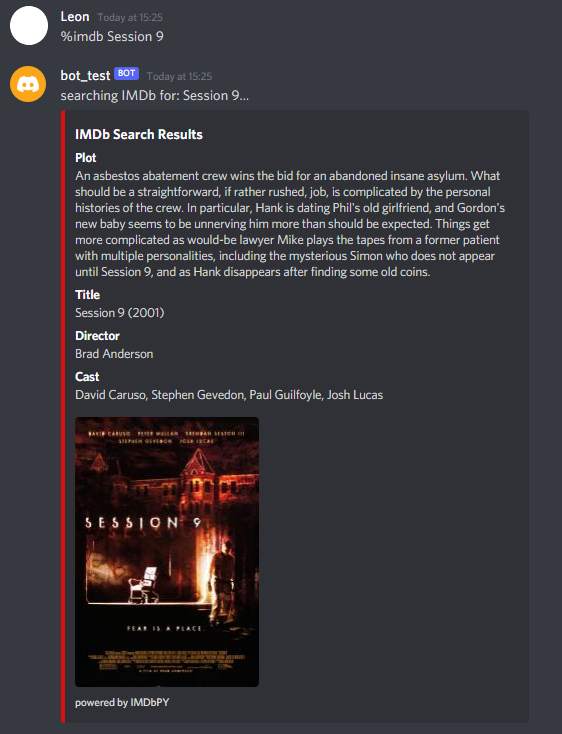 Leon Today at 15:25
%imdb Session 9
bot_test BOT Today at 15:25
searching IMDb for: Session 9...
IMDb Search Results
Plot
An asbestos abatement crew wins the bid for an abandoned insane asylum. What
should be a straightforward, if rather rushed, job, is complicated by the personal
histories of the crew. In particular, Hank is dating Phil's old girlfriend, and Gordon's
new baby seems to be unnerving him more than should be expected. Things get
more complicated as would-be lawyer Mike plays the tapes from a former patient
with multiple personalities, including the mysterious Simon who does not appear
until Session 9, and as Hank disappears after finding some old coins.
Title
Session 9 (2001)
Director
Brad Anderson
Cast
David Caruso, Stephen Gevedon, Paul Guilfoyle, Josh Lucas
DAVID CARUSO PETER MULLAN BRENDAN SEXTON III
STEPHEN GEVEDON JOSH LUCAS
SESSION 9
FEAR IS A PLACE.
powered by IMDbPY